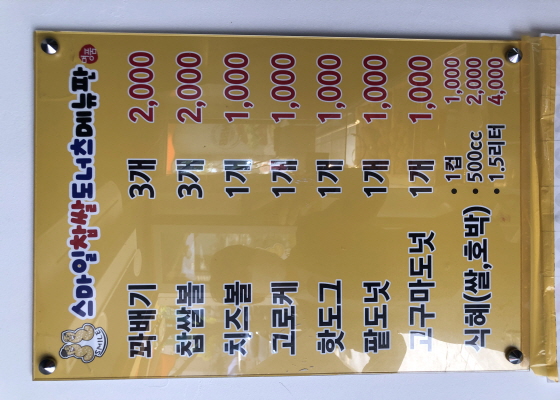 스마일찹쌀도너츠메뉴판 명품
꽈배기 3개 2,000
찹쌀볼 3개 2,000
치즈볼 1개 1,000
고로케 1개 1,000
핫도그 1개 1,000
팥도넛 1개 1,000
고구마도넛 1개 1,000
식혜(쌀,호박) • 1컵 1,000
• 500cc 2,000
• 1.5리터 4,000